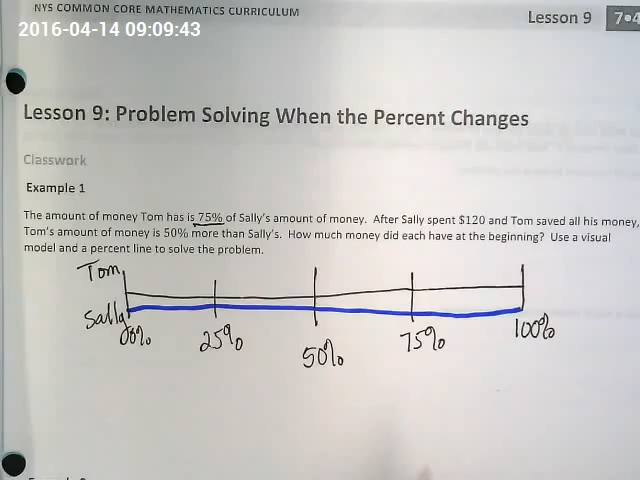 NYS COMMON CORE MATHEMATICS CURRICULUM
Lesson 9 7•4
2016-04-14 09:09:43
Lesson 9: Problem Solving When the Percent Changes
Classwork
Example 1
The amount of money Tom has is 75% of Sally's amount of money. After Sally spent $120 and Tom saved all his money,
Tom's amount of money is 50% more than Sally's. How much money did each have at the beginning? Use a visual
model and a percent line to solve the problem.
Tom
Sally
0% 25% 50% 75% 100%